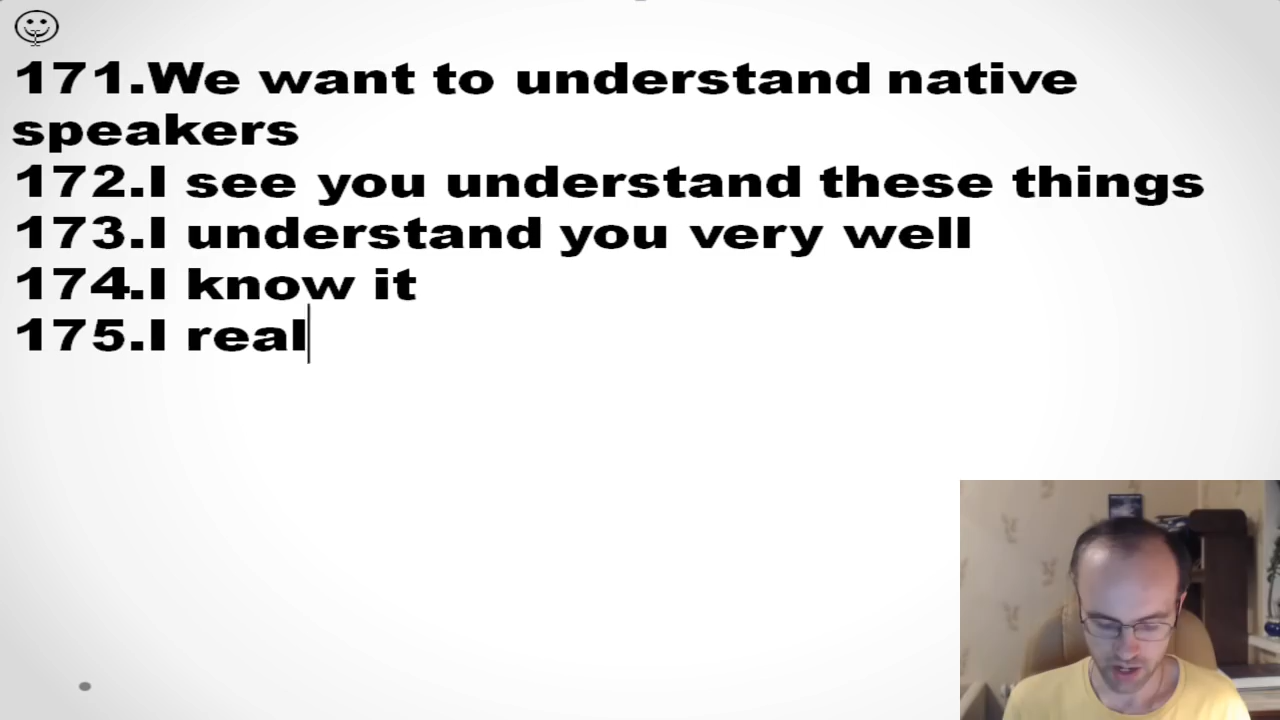 171.We want to understand native
speakers
172.I see you understand these things
173.I understand you very well
174.I know it
175.I real